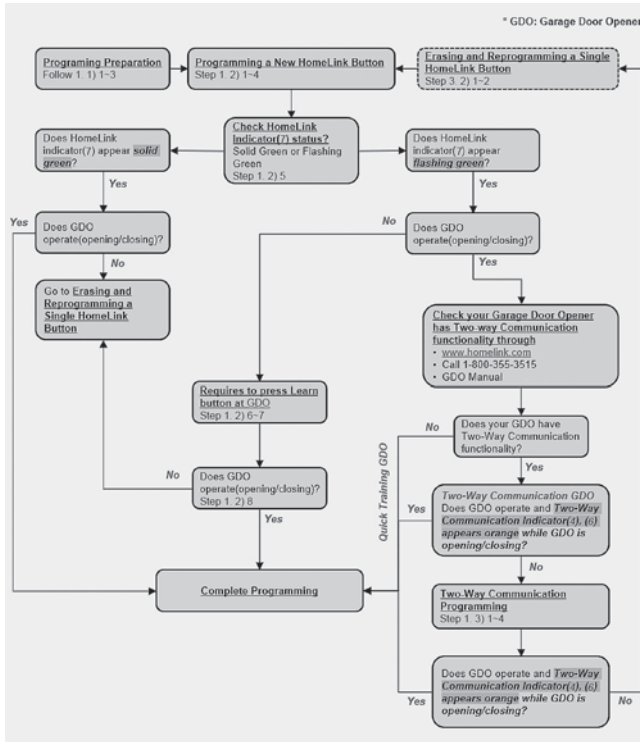 * GDO: Garage Door Opener
Programing Preparation
Follow 1. 1) 1~3
Programming a New HomeLink Button
Step 1. 2) 1~4
Erasing and Reprogramming a Single
HomeLink Button
Step 3. 2) 1~2
Check HomeLink
Indicator(7) status?
Solid Green or Flashing
Green
Step 1. 2) 5
Does HomeLink
indicator(7) appear solid
green?
Does HomeLink
indicator(7) appear
flashing green?
Yes
Yes
Yes
Does GDO
operate(opening/closing)?
No
Does GDO
operate(opening/closing)?
No
Yes
Go to Erasing and
Reprogramming a
Single HomeLink
Button
Check your Garage Door Opener
has Two-way Communication
functionality through
• www.homelink.com
• Call 1-800-355-3515
• GDO Manual
Requires to press Learn
button at GDO
Step 1. 2) 6~7
No
Does your GDO have
Two-Way Communication
functionality?
Quick Training GDO
Yes
No
Does GDO
operate(opening/closing)?
Step 1. 2) 8
Yes
Yes
Two-Way Communication GDO
Does GDO operate and Two-Way
Communication Indicator(4), (6)
appears orange while GDO is
opening/closing?
No
Complete Programming
Two-Way Communication
Programming
Step 1. 3) 1~4
Does GDO operate and Two-Way
Communication Indicator(4), (6)
appears orange while GDO is
opening/closing?
Yes
No